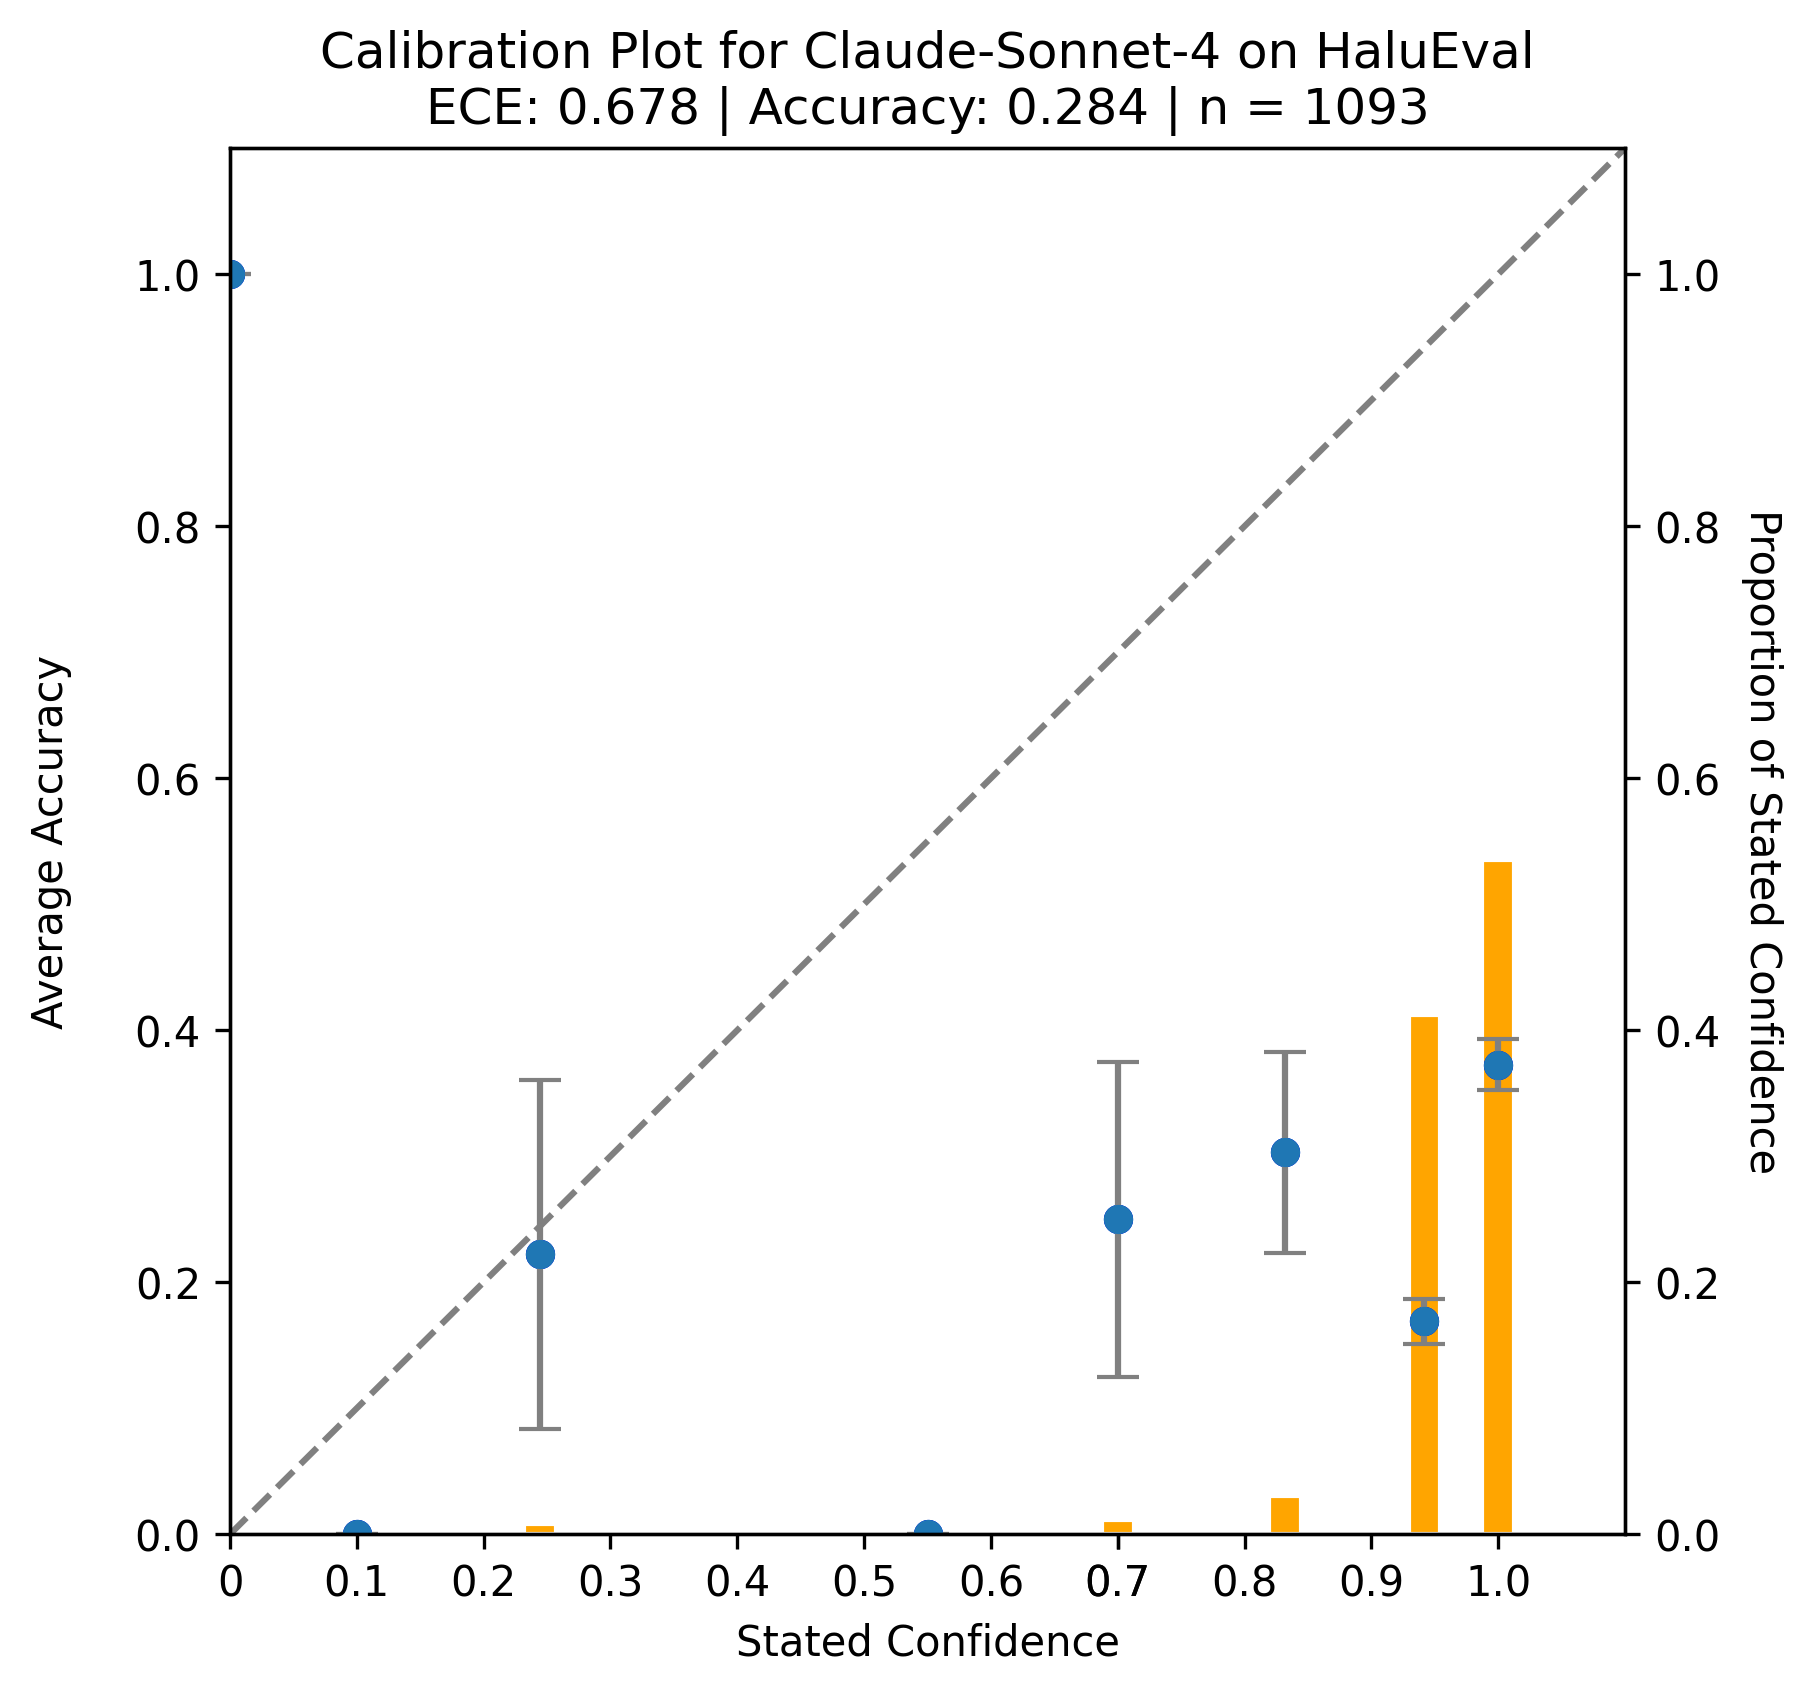 Calibration Plot for Claude-Sonnet-4 on HaluEval
ECE: 0.678 | Accuracy: 0.284 | n = 1093
Average Accuracy
1.0
0.8
0.6
0.4
0.2
0.0
0 0.1 0.2 0.3 0.4 0.5 0.6 0.7 0.8 0.9 1.0
Stated Confidence
1.0
0.8
0.6
0.4
0.2
0.0
Proportion of Stated Confidence